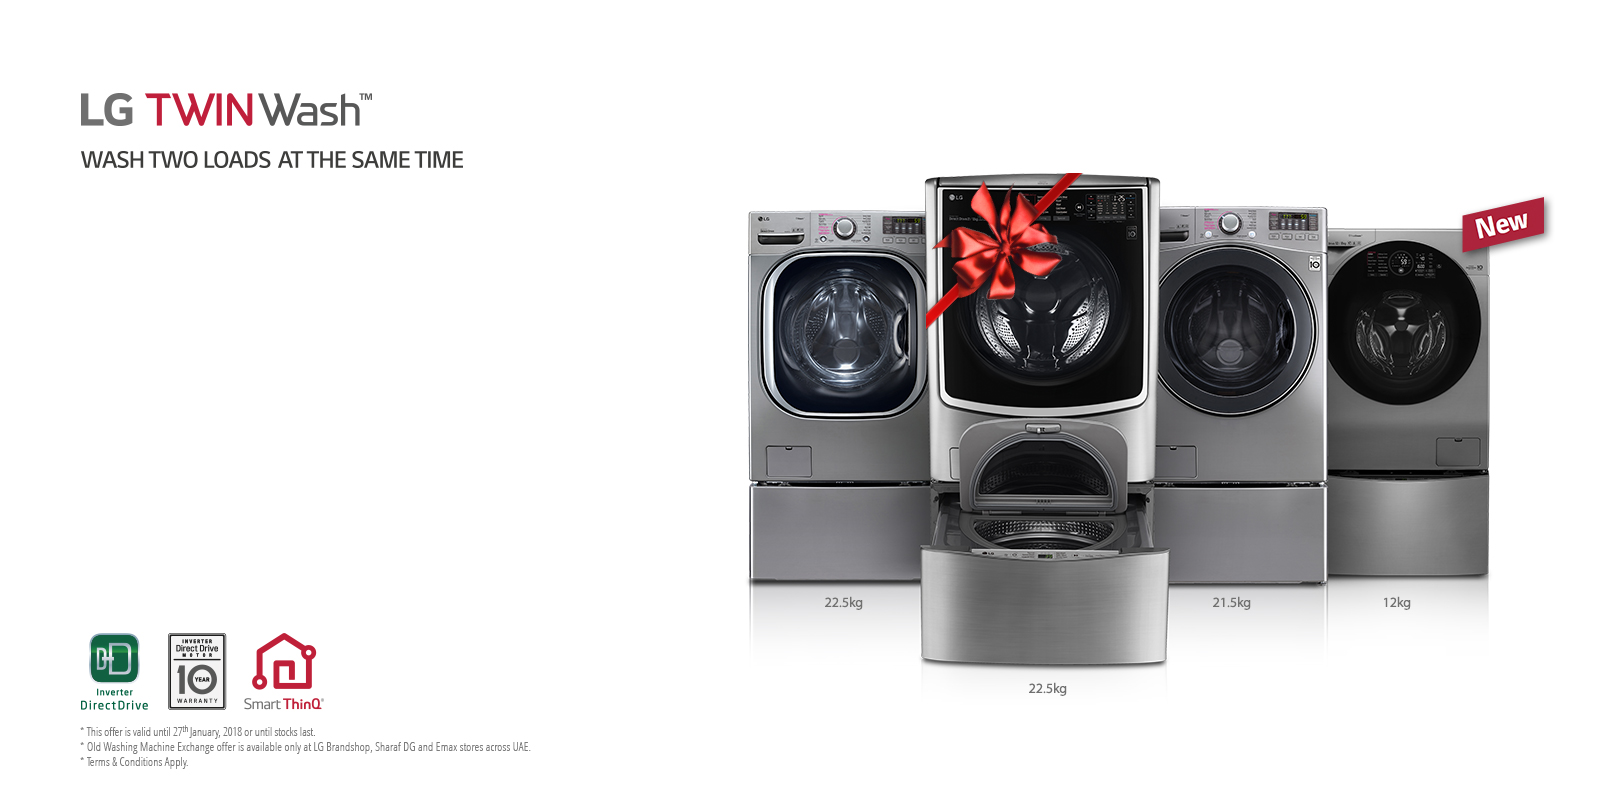 LG TWINWash™
WASH TWO LOADS AT THE SAME TIME
New
LG
LG
22.5kg
21.5kg
12kg
22.5kg
Inverter
DirectDrive
INVERTER
Direct Drive
MOTOR
10 YEAR
WARRANTY
Smart ThinQ®
* This offer is valid until 27th January, 2018 or until stocks last.
* Old Washing Machine Exchange offer is available only at LG Brandshop, Sharaf DG and Emax stores across UAE.
* Terms & Conditions Apply.